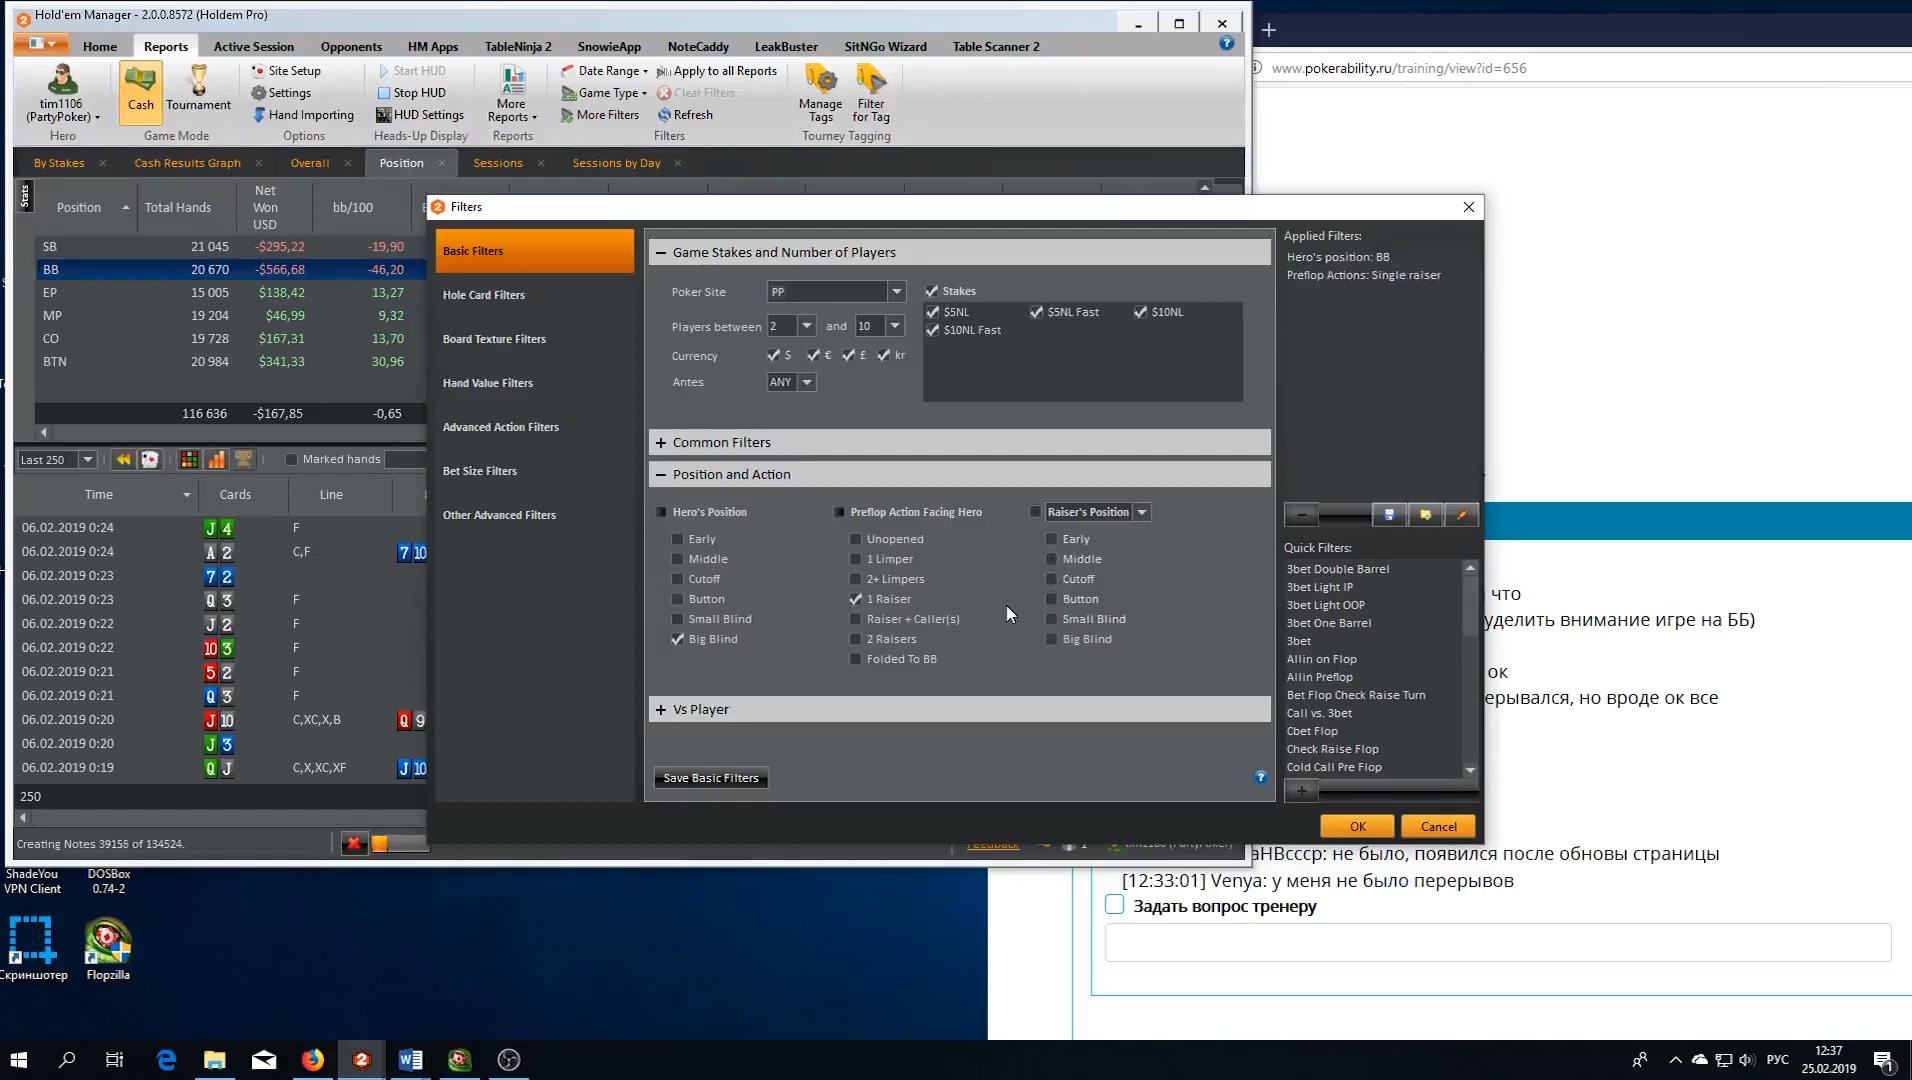 Hold'em Manager - 2.0.0.8572 (Holdem Pro)
Home Reports Active Session Opponents HM Apps TableNinja 2 SnowieApp NoteCaddy LeakBuster SitNGo Wizard Table Scanner 2
www.pokerability.ru/training/view?id=656
tim1106
(PartyPoker)
Hero
Cash Tournament
Game Mode
Site Setup
Settings
Hand Importing
Options
Start HUD
Stop HUD
HUD Settings
Heads-Up Display
More
Reports
Reports
Date Range Apply to all Reports
Game Type Clear Filters
More Filters Refresh
Filters
Manage
Tags
Filter
for Tag
Tourney Tagging
By Stakes Cash Results Graph Overall Position Sessions Sessions by Day
Stats
Position Total Hands Net Won USD bb/100
SB 21 045 -$295,22 -19,90
BB 20 670 -$566,68 -46,20
EP 15 005 $138,42 13,27
MP 19 204 $46,99 9,32
CO 19 728 $167,31 13,70
BTN 20 984 $341,33 30,96
116 636 -$167,85 -0,65
Last 250 Marked hands
Time Cards Line
06.02.2019 0:24 J 4 F
06.02.2019 0:24 A 2 C,F 7 10
06.02.2019 0:23 7 2
06.02.2019 0:23 Q 3 F
06.02.2019 0:22 J 2 F
06.02.2019 0:22 10 3 F
06.02.2019 0:21 5 2 F
06.02.2019 0:21 Q 3 F
06.02.2019 0:20 J 10 C,XC,X,B Q 9
06.02.2019 0:20 J 3
06.02.2019 0:19 Q J C,X,XC,XF J 10
250
Creating Notes 39155 of 134524.
Feedback
Filters
Basic Filters
Hole Card Filters
Board Texture Filters
Hand Value Filters
Advanced Action Filters
Bet Size Filters
Other Advanced Filters
Game Stakes and Number of Players
Poker Site PP
Players between 2 and 10
Currency $ € £ kr
Antes ANY
Stakes
$5NL $5NL Fast $10NL
$10NL Fast
Common Filters
Position and Action
Hero's Position Preflop Action Facing Hero Raiser's Position
Early Unopened Early
Middle 1 Limper Middle
Cutoff 2+ Limpers Cutoff
Button 1 Raiser Button
Small Blind Raiser + Caller(s) Small Blind
Big Blind 2 Raisers Big Blind
Folded To BB
Vs Player
Save Basic Filters
Applied Filters:
Hero's position: BB
Preflop Actions: Single raiser
Quick Filters:
3bet Double Barrel
3bet Light IP
3bet Light OOP
3bet One Barrel
3bet
Allin on Flop
Allin Preflop
Bet Flop Check Raise Turn
Call vs. 3bet
Cbet Flop
Check Raise Flop
Cold Call Pre Flop
OK Cancel
что
уделить внимание игре на ББ)
ок
ерывался, но вроде ок все
аНВссср: не было, появился после обновы страницы
[12:33:01] Venya: у меня не было перерывов
Задать вопрос тренеру
ShadeYou
VPN Client
DOSBox
0.74-2
Скриншотер
Flopzilla
РУС
12:37
25.02.2019